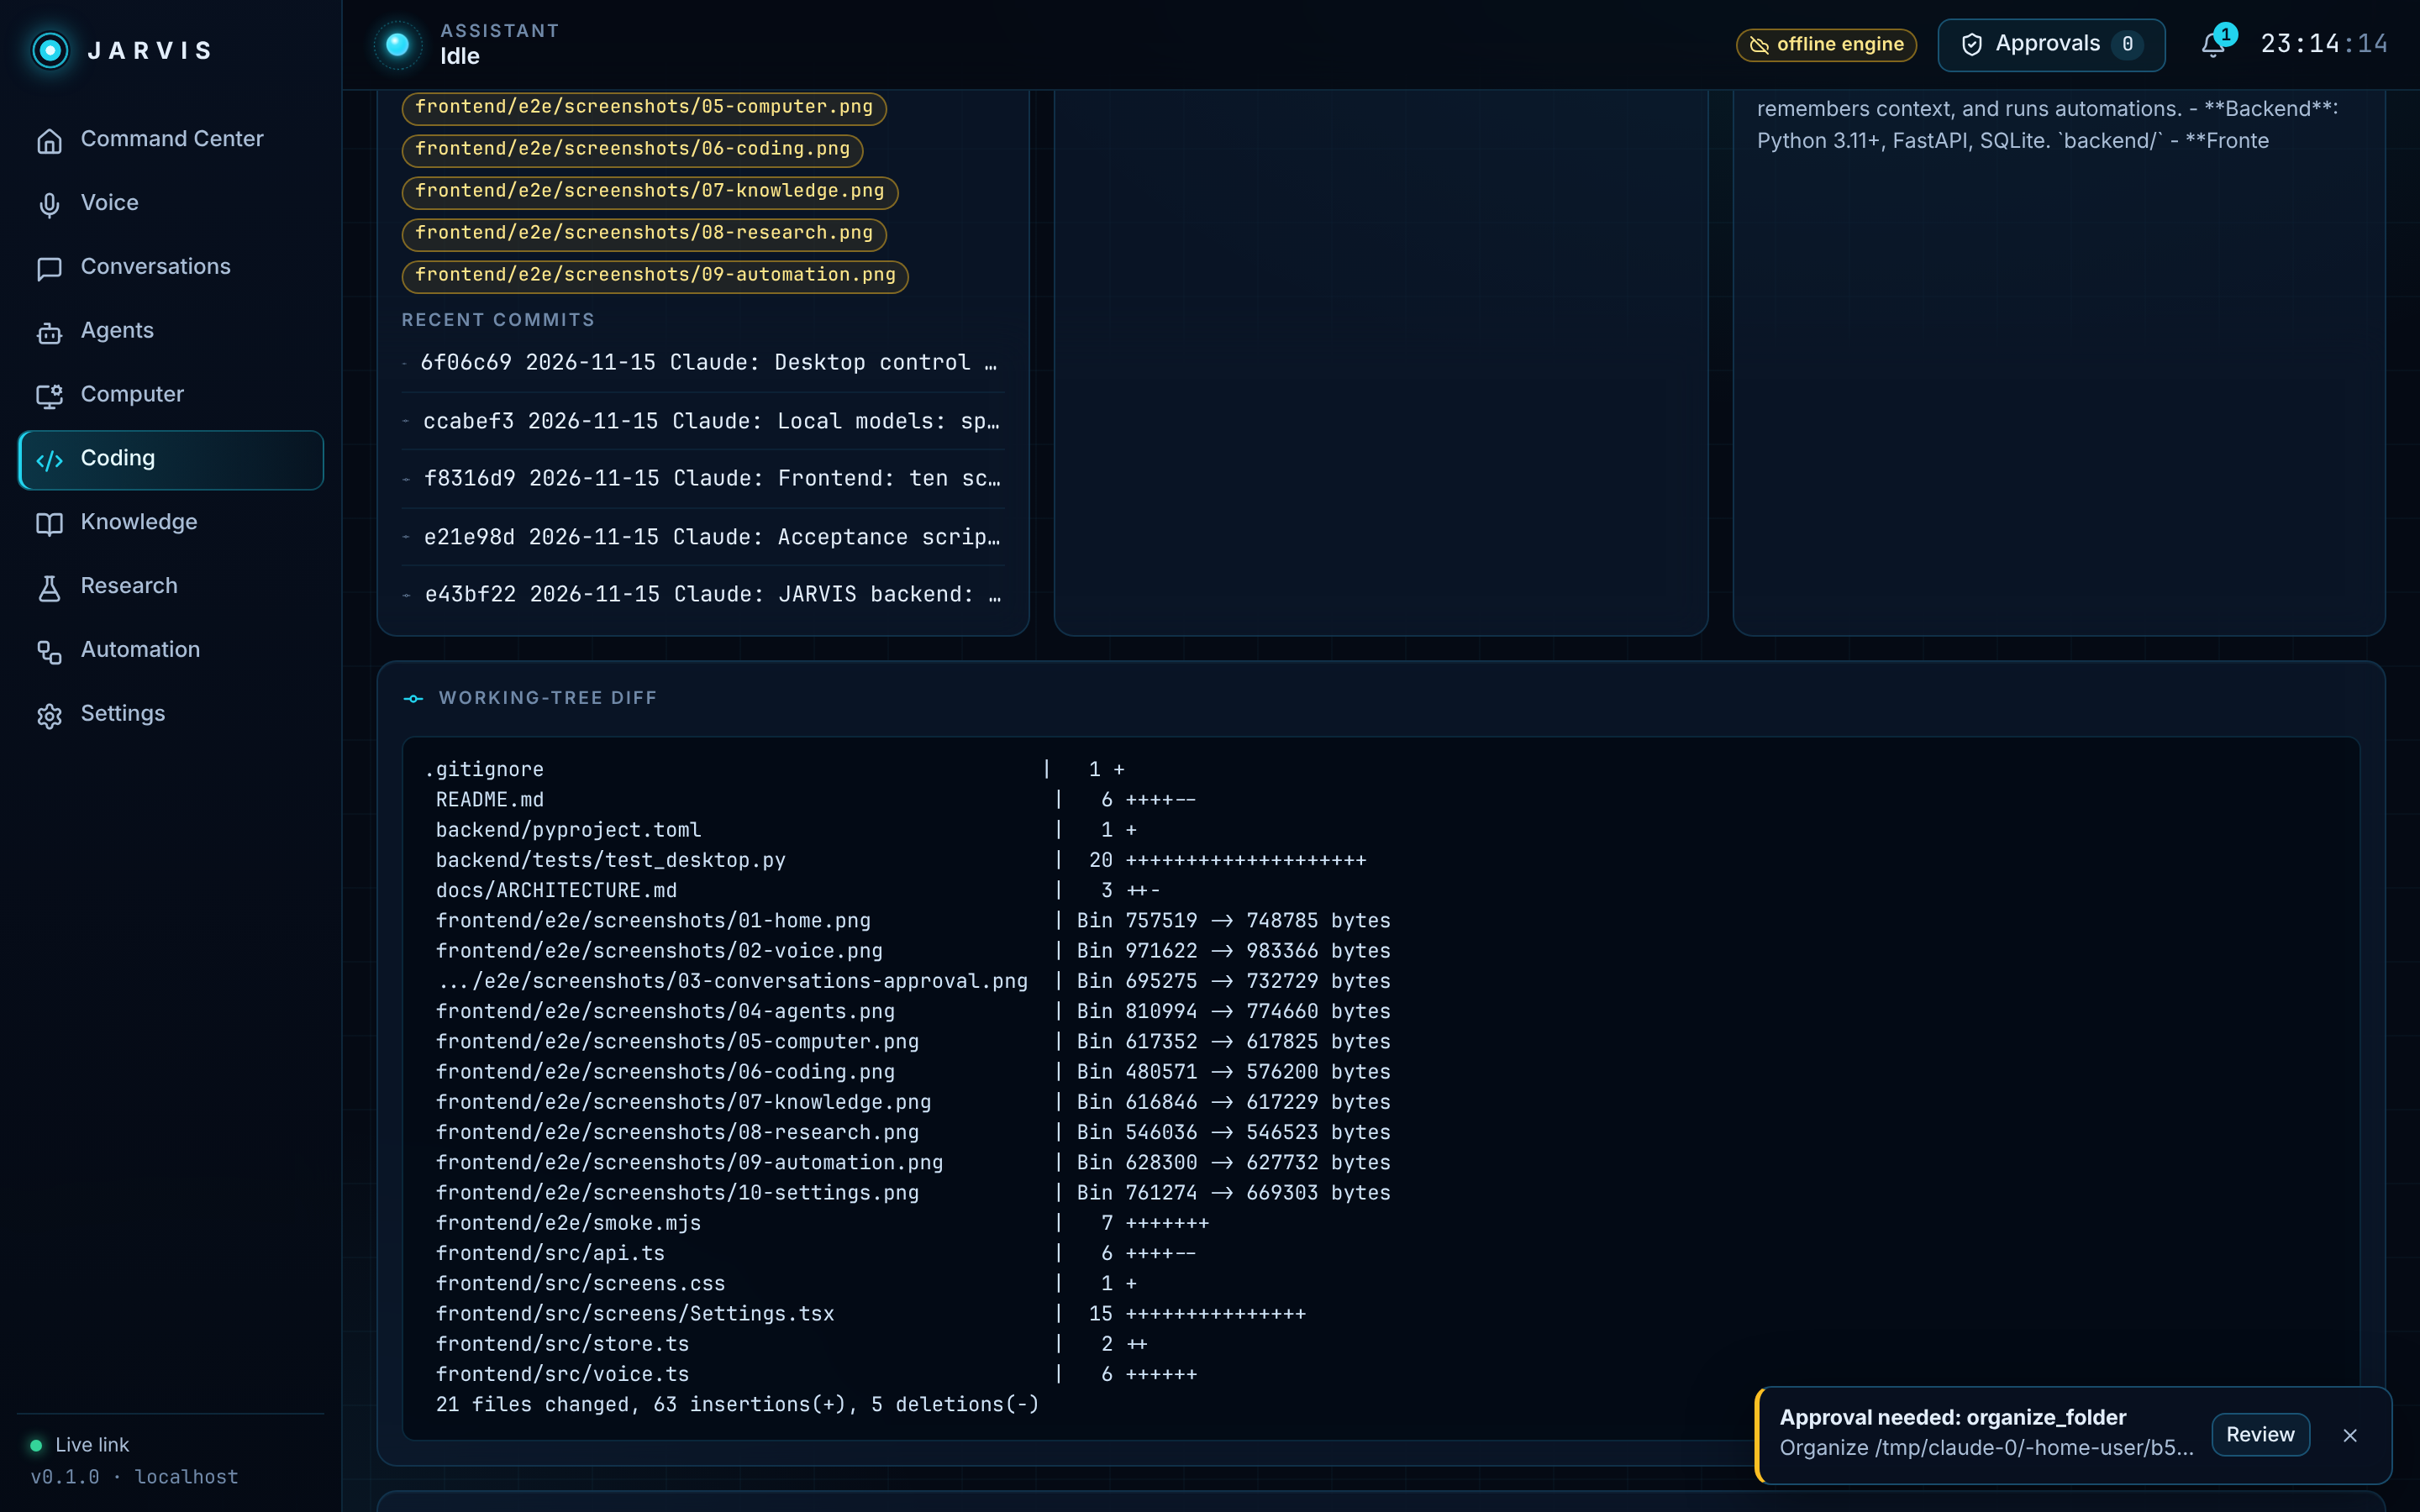 JARVIS
Command Center
Voice
Conversations
Agents
Computer
Coding
Knowledge
Research
Automation
Settings
Live link
v0.1.0 · localhost
ASSISTANT
Idle
offline engine
Approvals 0
1
23:14:14
frontend/e2e/screenshots/05-computer.png
frontend/e2e/screenshots/06-coding.png
frontend/e2e/screenshots/07-knowledge.png
frontend/e2e/screenshots/08-research.png
frontend/e2e/screenshots/09-automation.png
RECENT COMMITS
6f06c69 2026-11-15 Claude: Desktop control …
ccabef3 2026-11-15 Claude: Local models: sp…
f8316d9 2026-11-15 Claude: Frontend: ten sc…
e21e98d 2026-11-15 Claude: Acceptance scrip…
e43bf22 2026-11-15 Claude: JARVIS backend: …
remembers context, and runs automations. - **Backend**:
Python 3.11+, FastAPI, SQLite. `backend/` - **Fronte
WORKING-TREE DIFF
.gitignore | 1 +
README.md | 6 ++++--
backend/pyproject.toml | 1 +
backend/tests/test_desktop.py | 20 ++++++++++++++++++++
docs/ARCHITECTURE.md | 3 ++-
frontend/e2e/screenshots/01-home.png | Bin 757519 -> 748785 bytes
frontend/e2e/screenshots/02-voice.png | Bin 971622 -> 983366 bytes
.../e2e/screenshots/03-conversations-approval.png | Bin 695275 -> 732729 bytes
frontend/e2e/screenshots/04-agents.png | Bin 810994 -> 774660 bytes
frontend/e2e/screenshots/05-computer.png | Bin 617352 -> 617825 bytes
frontend/e2e/screenshots/06-coding.png | Bin 480571 -> 576200 bytes
frontend/e2e/screenshots/07-knowledge.png | Bin 616846 -> 617229 bytes
frontend/e2e/screenshots/08-research.png | Bin 546036 -> 546523 bytes
frontend/e2e/screenshots/09-automation.png | Bin 628300 -> 627732 bytes
frontend/e2e/screenshots/10-settings.png | Bin 761274 -> 669303 bytes
frontend/e2e/smoke.mjs | 7 +++++++
frontend/src/api.ts | 6 ++++--
frontend/src/screens.css | 1 +
frontend/src/screens/Settings.tsx | 15 +++++++++++++++
frontend/src/store.ts | 2 ++
frontend/src/voice.ts | 6 ++++++
21 files changed, 63 insertions(+), 5 deletions(-)
Approval needed: organize_folder
Organize /tmp/claude-0/-home-user/b5…
Review